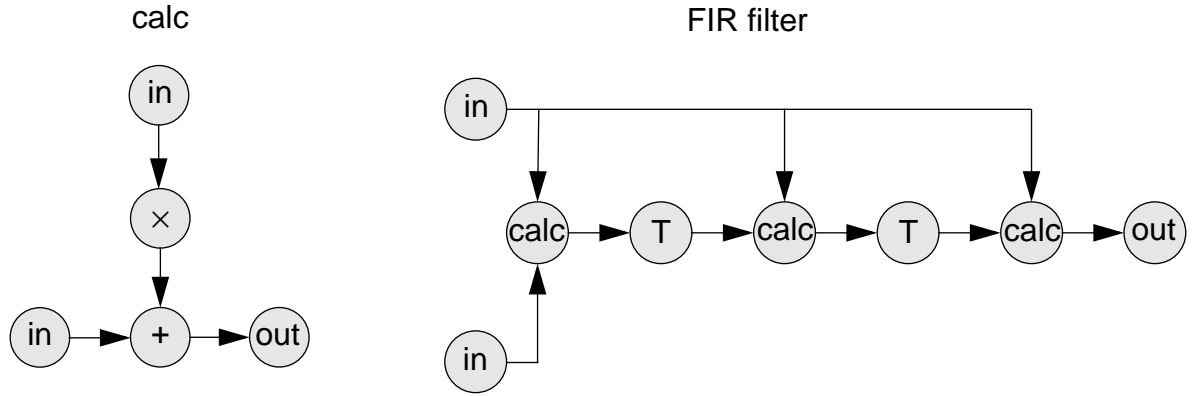 calc
in
×
in + out
FIR filter
in
calc T calc T calc out
in